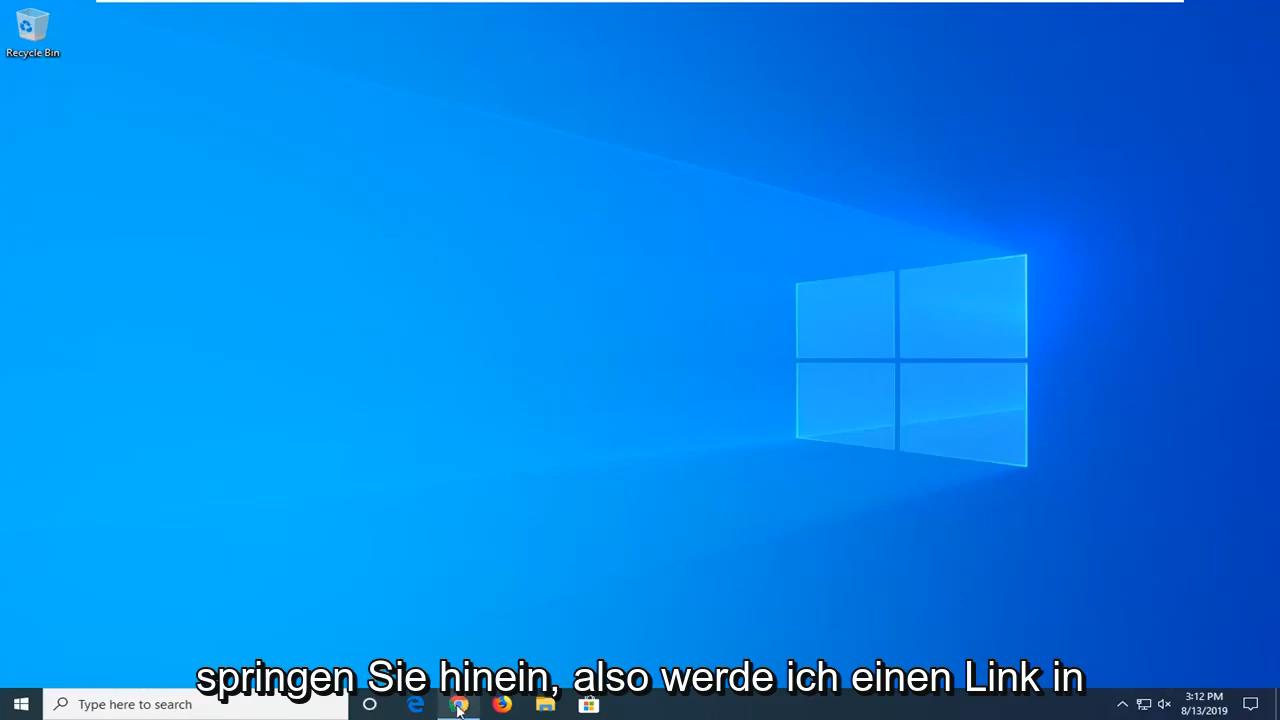 Recycle Bin
springen Sie hinein, also werde ich einen Link in
Type here to search
3:12 PM
8/13/2019